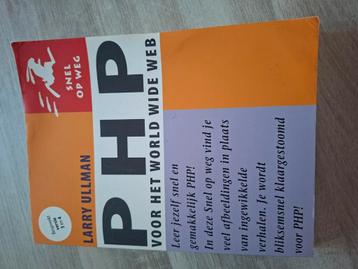 SNEL
OP WEG
LARRY ULLMAN
PHP
VOOR HET WORLD WIDE WEB
Leer jezelf snel en
gemakkelijk PHP!
In deze Snel op weg vind je
veel afbeeldingen in plaats
van ingewikkelde
verhalen. Je wordt
bliksemsnel klaargestoomd
voor PHP!